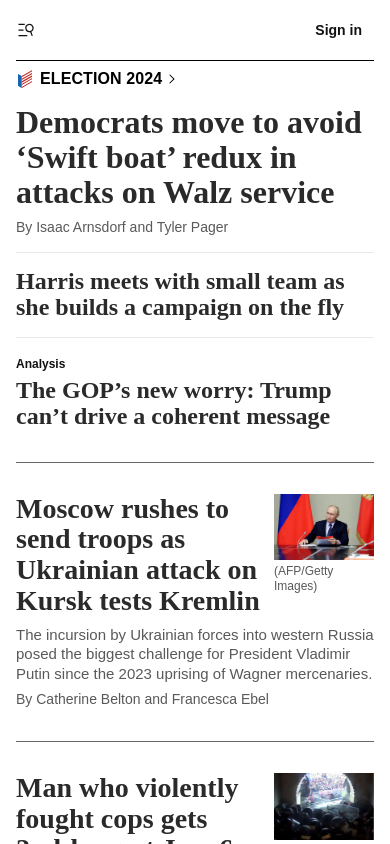 Sign in
ELECTION 2024
Democrats move to avoid
‘Swift boat’ redux in
attacks on Walz service
By Isaac Arnsdorf and Tyler Pager
Harris meets with small team as
she builds a campaign on the fly
Analysis
The GOP’s new worry: Trump
can’t drive a coherent message
Moscow rushes to
send troops as
Ukrainian attack on
Kursk tests Kremlin
(AFP/Getty
Images)
The incursion by Ukrainian forces into western Russia
posed the biggest challenge for President Vladimir
Putin since the 2023 uprising of Wagner mercenaries.
By Catherine Belton and Francesca Ebel
Man who violently
fought cops gets